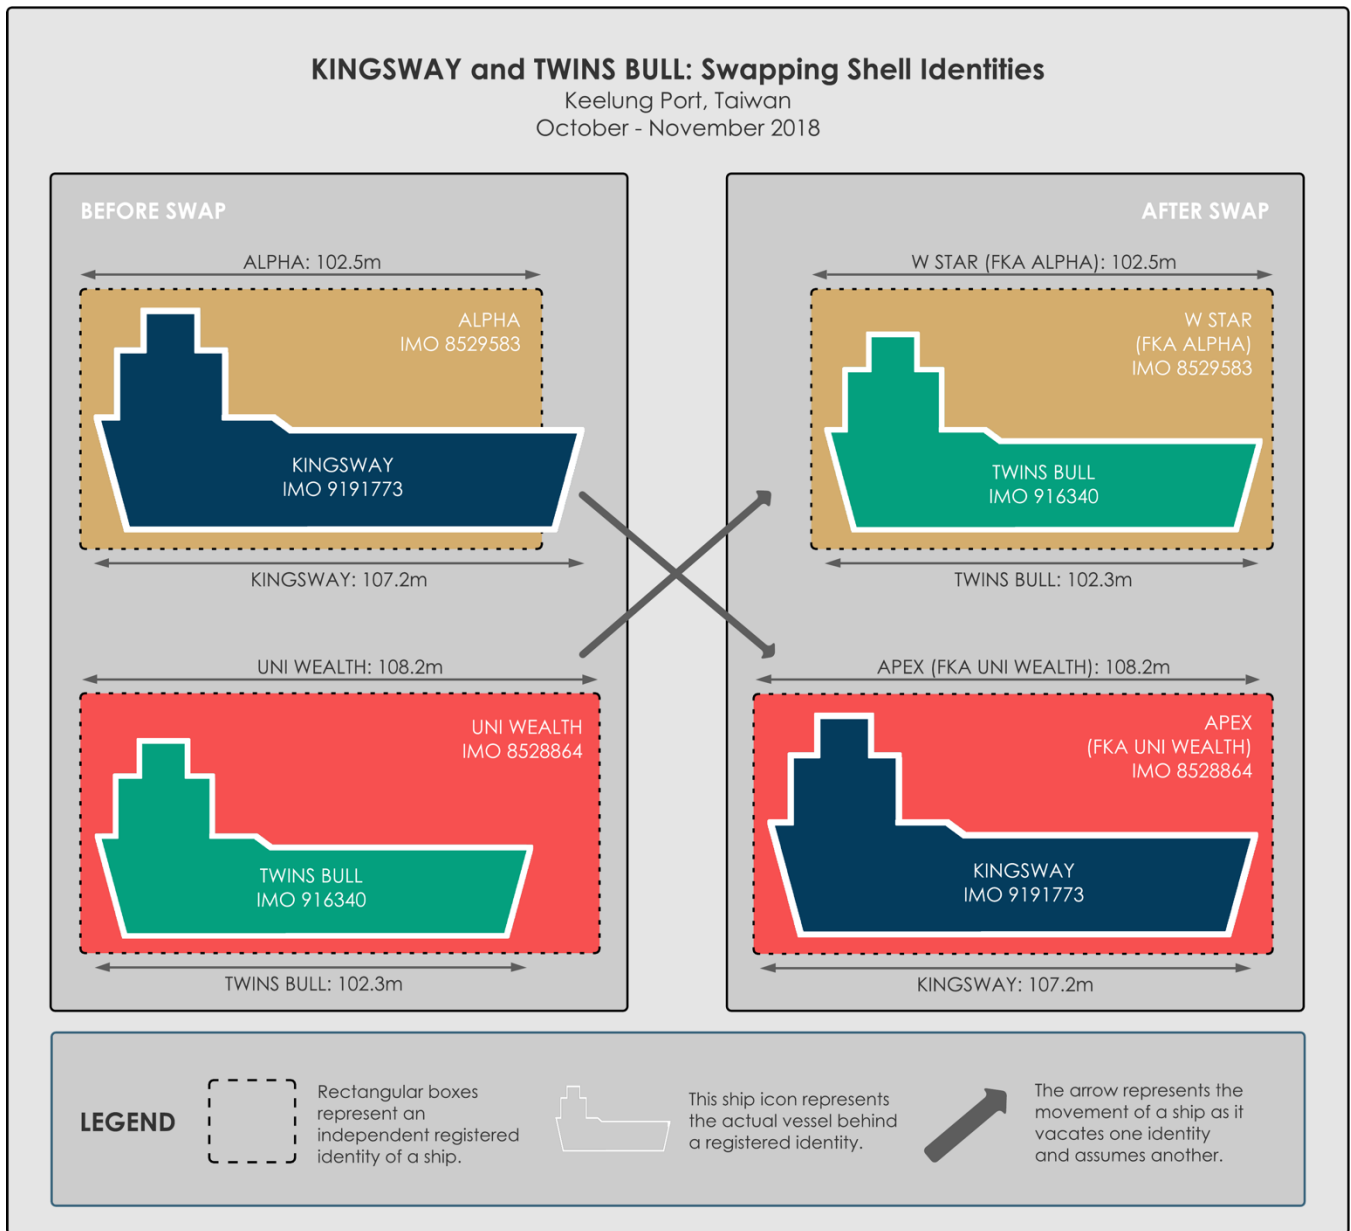 KINGSWAY and TWINS BULL: Swapping Shell Identities
Keelung Port, Taiwan
October - November 2018
BEFORE SWAP
ALPHA: 102.5m
ALPHA
IMO 8529583
KINGSWAY
IMO 9191773
KINGSWAY: 107.2m
UNI WEALTH: 108.2m
UNI WEALTH
IMO 8528864
TWINS BULL
IMO 916340
TWINS BULL: 102.3m
AFTER SWAP
W STAR (FKA ALPHA): 102.5m
W STAR
(FKA ALPHA)
IMO 8529583
TWINS BULL
IMO 916340
TWINS BULL: 102.3m
APEX (FKA UNI WEALTH): 108.2m
APEX
(FKA UNI WEALTH)
IMO 8528864
KINGSWAY
IMO 9191773
KINGSWAY: 107.2m
LEGEND
Rectangular boxes
represent an
independent registered
identity of a ship.
This ship icon represents
the actual vessel behind
a registered identity.
The arrow represents the
movement of a ship as it
vacates one identity
and assumes another.